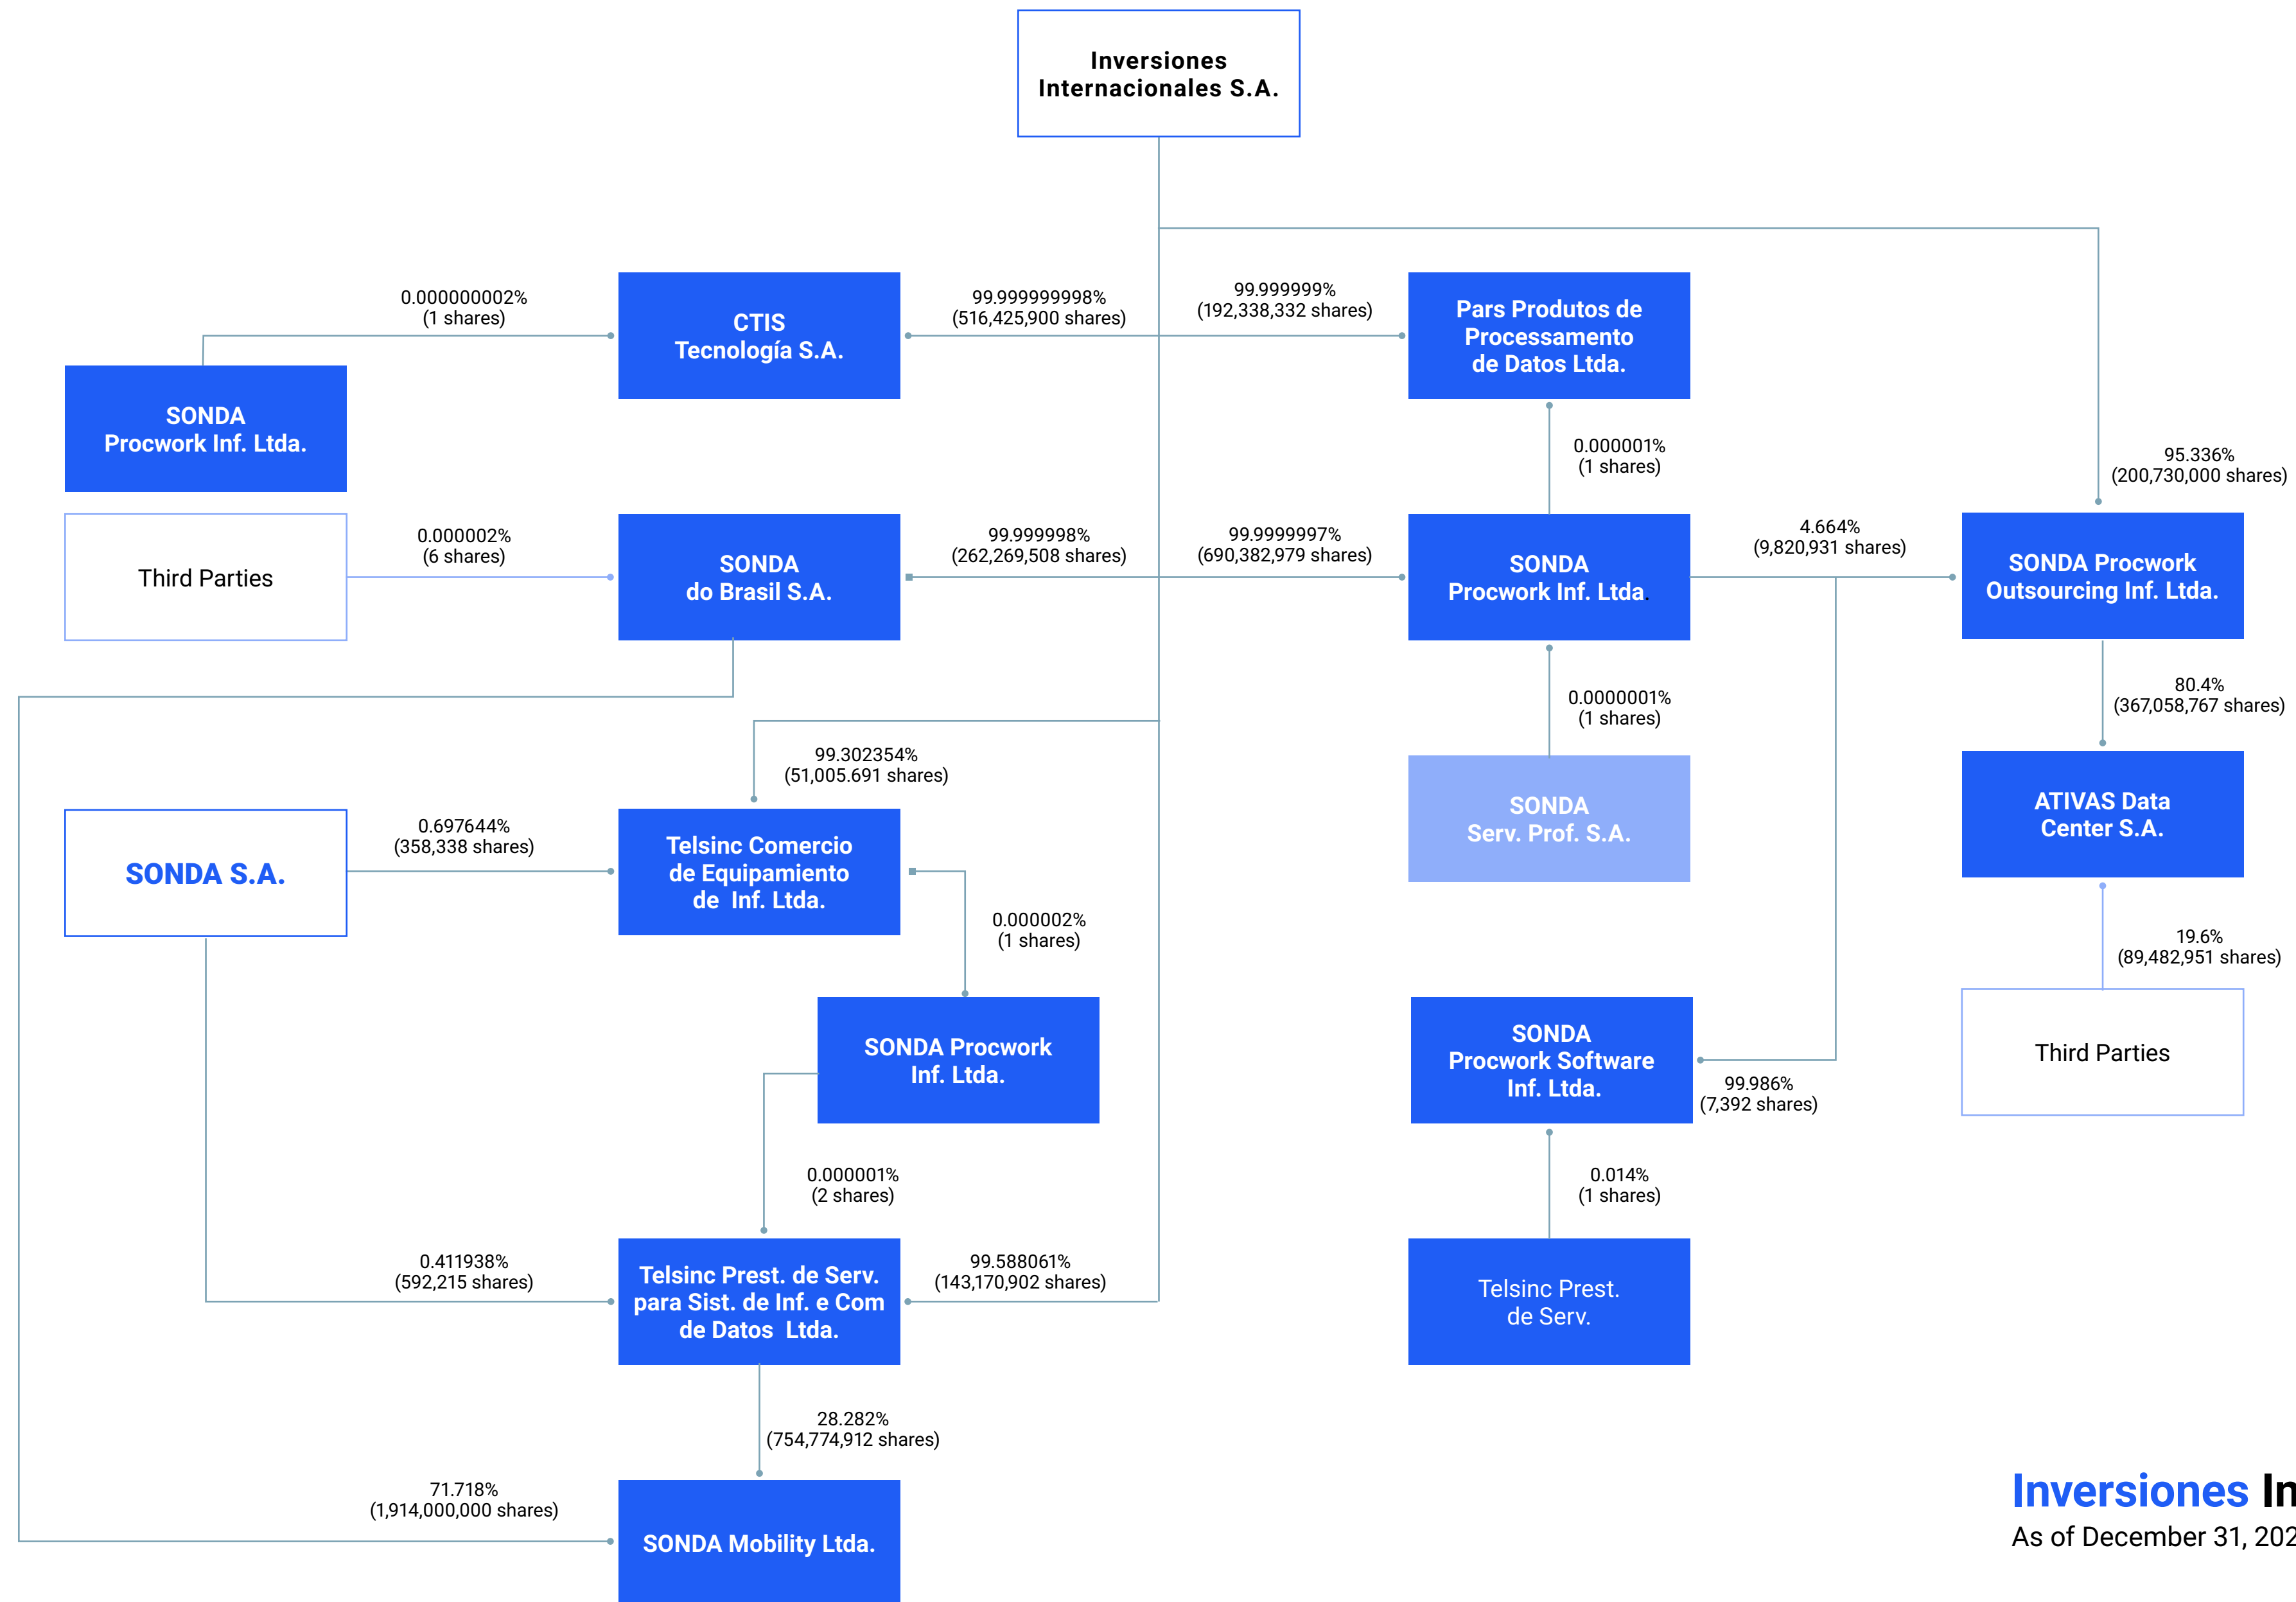 Inversiones
Internacionales S.A.
0.000000002%
(1 shares)
CTIS
Tecnología S.A.
99.999999998%
(516,425,900 shares)
99.999999%
(192,338,332 shares)
Pars Produtos de
Processamento
de Datos Ltda.
SONDA
Procwork Inf. Ltda.
0.000001%
(1 shares)
95.336%
(200,730,000 shares)
Third Parties
0.000002%
(6 shares)
SONDA
do Brasil S.A.
99.999998%
(262,269,508 shares)
99.9999997%
(690,382,979 shares)
SONDA
Procwork Inf. Ltda.
4.664%
(9,820,931 shares)
SONDA Procwork
Outsourcing Inf. Ltda.
0.0000001%
(1 shares)
80.4%
(367,058,767 shares)
99.302354%
(51,005.691 shares)
SONDA S.A.
0.697644%
(358,338 shares)
Telsinc Comercio
de Equipamiento
de  Inf. Ltda.
SONDA
Serv. Prof. S.A.
ATIVAS Data
Center S.A.
0.000002%
(1 shares)
19.6%
(89,482,951 shares)
SONDA Procwork
Inf. Ltda.
SONDA
Procwork Software
Inf. Ltda.
99.986%
(7,392 shares)
Third Parties
0.000001%
(2 shares)
0.014%
(1 shares)
0.411938%
(592,215 shares)
Telsinc Prest. de Serv.
para Sist. de Inf. e Com
de Datos  Ltda.
99.588061%
(143,170,902 shares)
Telsinc Prest.
de Serv.
28.282%
(754,774,912 shares)
71.718%
(1,914,000,000 shares)
SONDA Mobility Ltda.
Inversiones In
As of December 31, 202